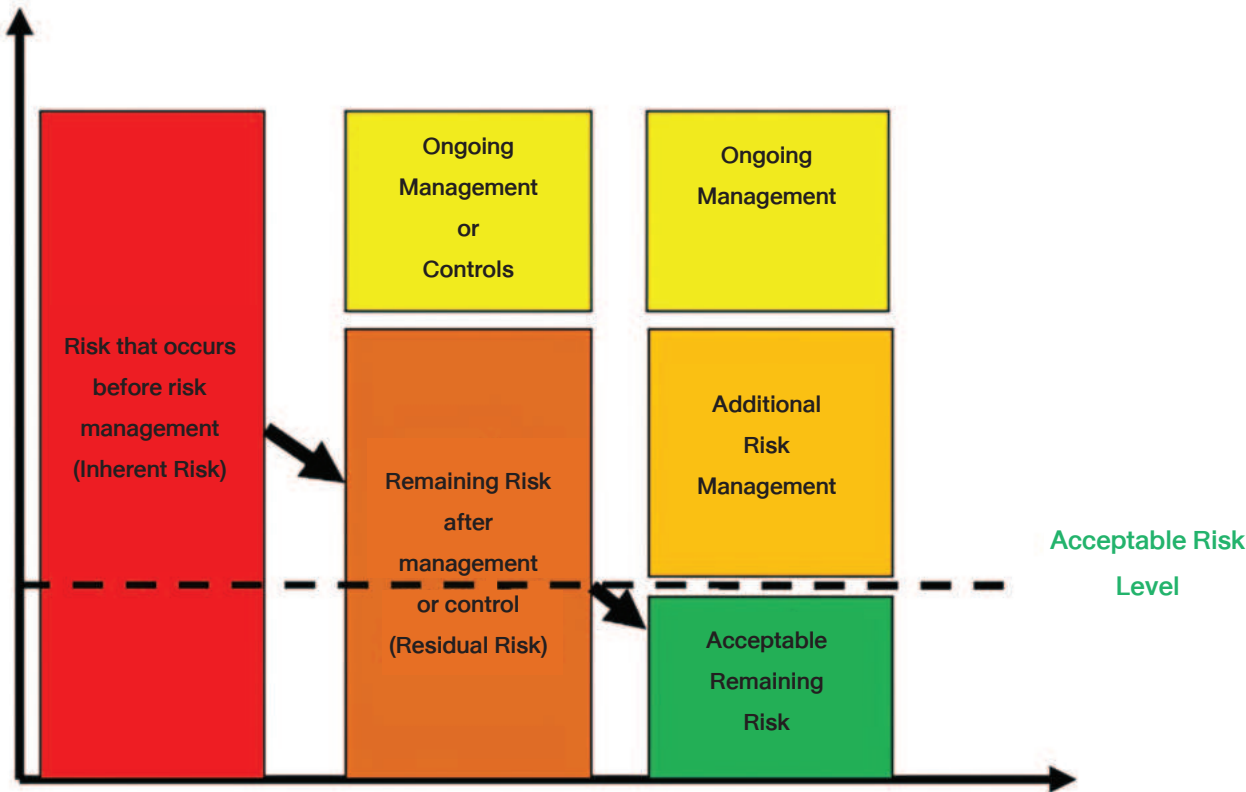 Risk that occurs
before risk
management
(Inherent Risk)
Ongoing
Management
or
Controls
Remaining Risk
after
management
or control
(Residual Risk)
Ongoing
Management
Additional
Risk
Management
Acceptable
Remaining
Risk
Acceptable Risk
Level